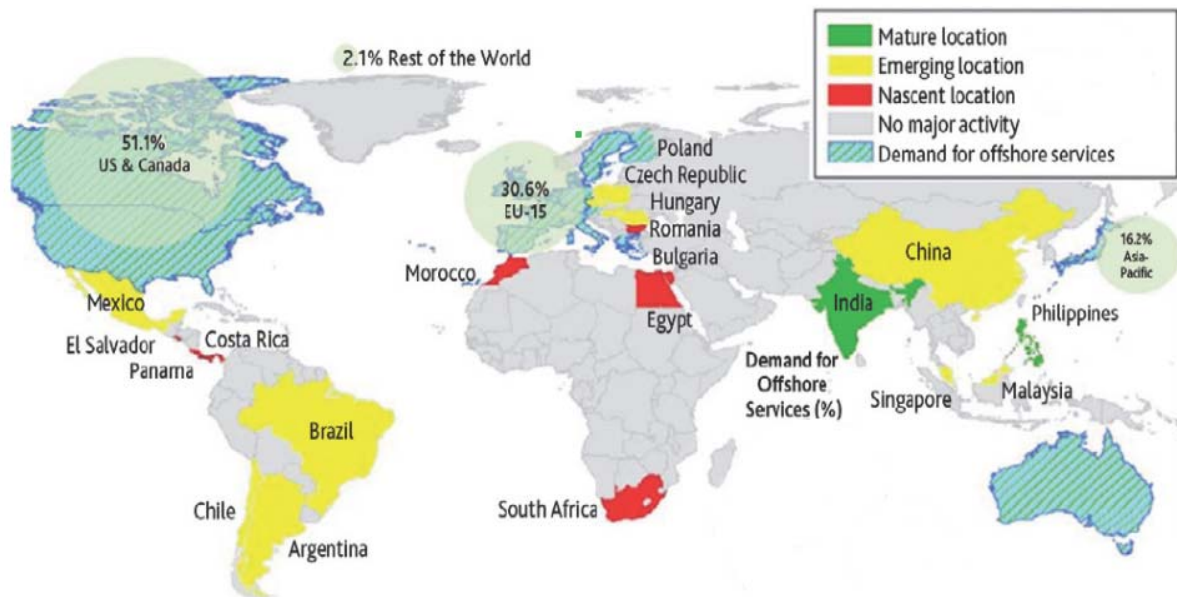 2.1% Rest of the World
Mature location
Emerging location
Nascent location
No major activity
Demand for offshore services
51.1%
US & Canada
30.6%
EU-15
Poland
Czech Republic
Hungary
Romania
Bulgaria
16.2%
Asia-
Pacific
China
India
Philippines
Morocco
Egypt
Mexico
El Salvador
Costa Rica
Panama
Demand for
Offshore
Services (%)
Singapore
Malaysia
Brazil
Chile
Argentina
South Africa